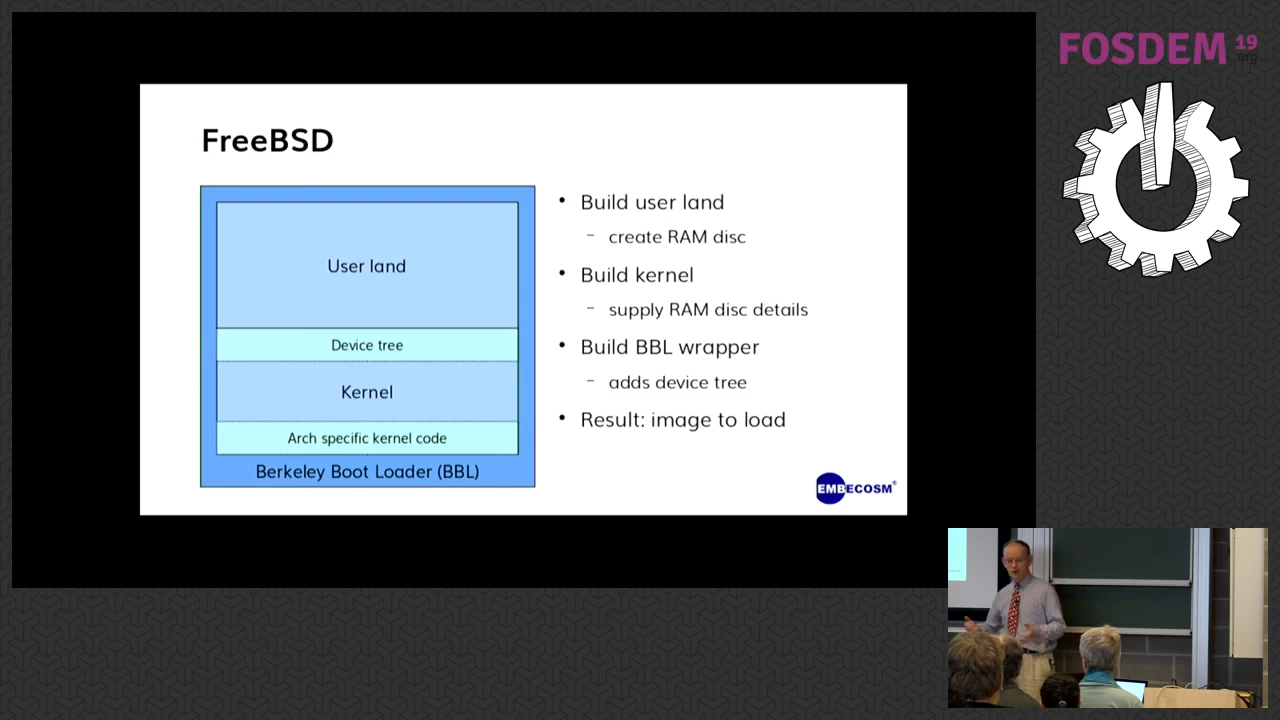 FOSDEM 19
.org
FreeBSD
User land
Device tree
Kernel
Arch specific kernel code
Berkeley Boot Loader (BBL)
• Build user land
– create RAM disc
• Build kernel
– supply RAM disc details
• Build BBL wrapper
– adds device tree
• Result: image to load
EMBECOSM®